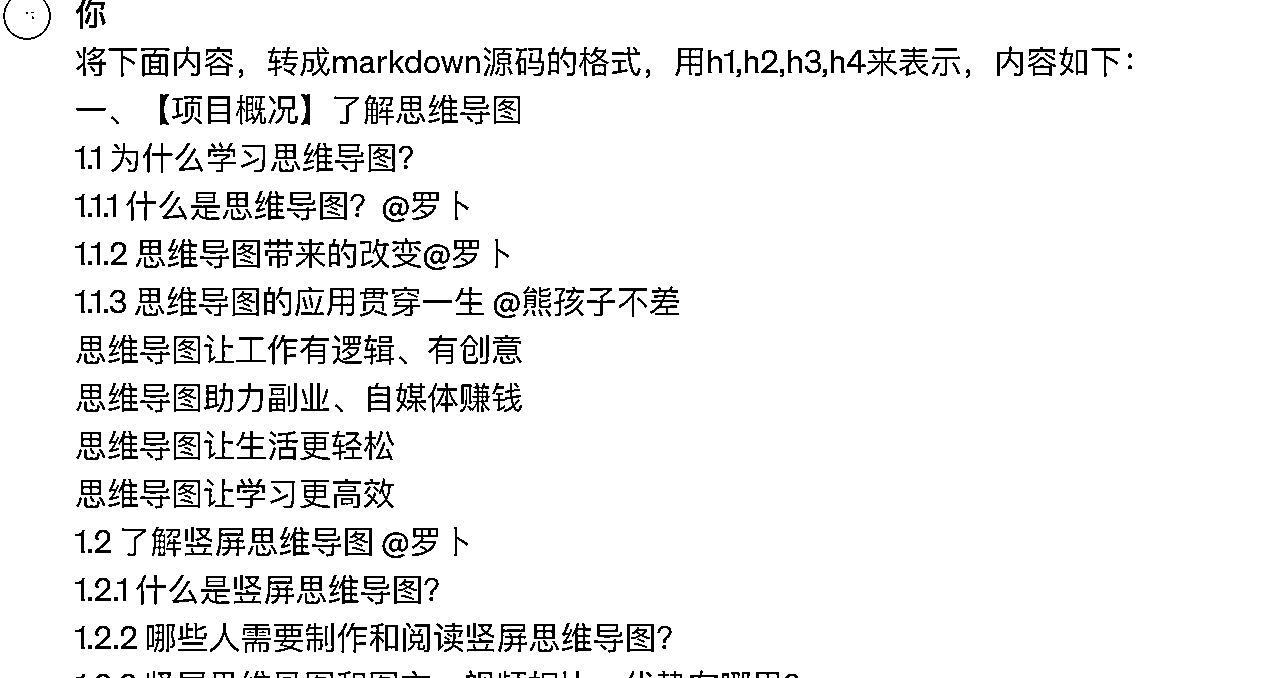 你
将下面内容，转成markdown源码的格式，用h1,h2,h3,h4来表示，内容如下：
一、【项目概况】了解思维导图
1.1 为什么学习思维导图？
1.1.1 什么是思维导图？@罗卜
1.1.2 思维导图带来的改变@罗卜
1.1.3 思维导图的应用贯穿一生 @熊孩子不差
思维导图让工作有逻辑、有创意
思维导图助力副业、自媒体赚钱
思维导图让生活更轻松
思维导图让学习更高效
1.2 了解竖屏思维导图 @罗卜
1.2.1 什么是竖屏思维导图？
1.2.2 哪些人需要制作和阅读竖屏思维导图？